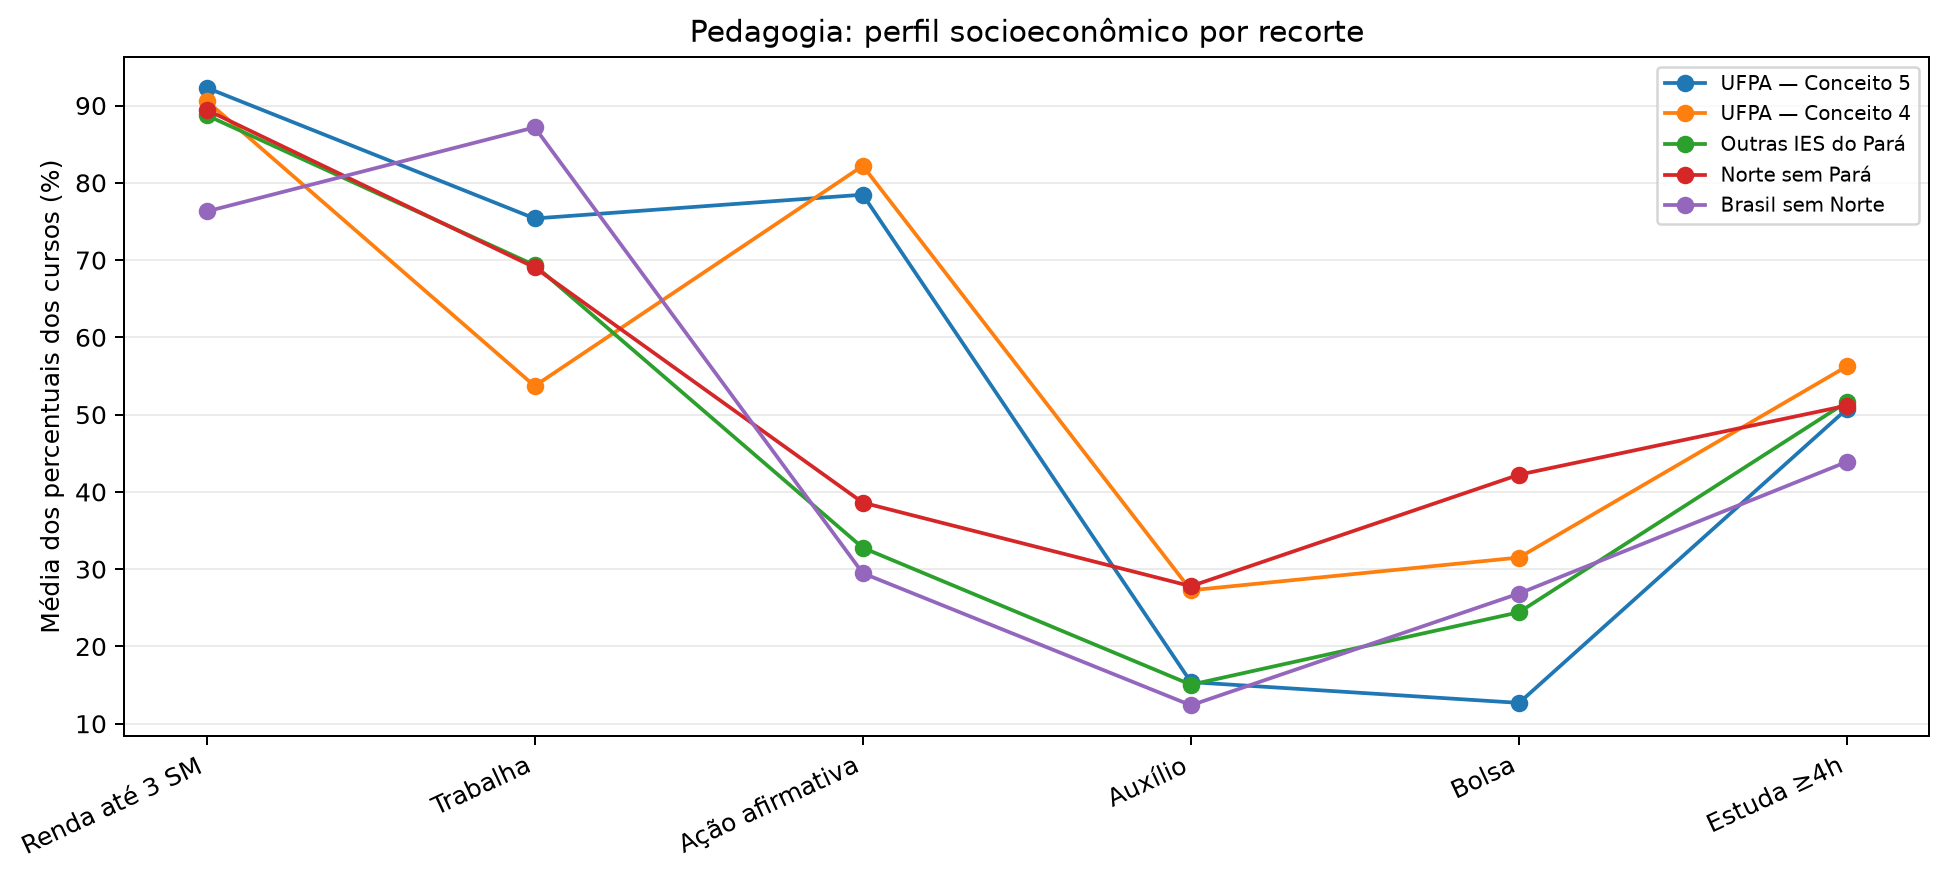 Pedagogia: perfil socioeconômico por recorte
UFPA — Conceito 5
UFPA — Conceito 4
Outras IES do Pará
Norte sem Pará
Brasil sem Norte
Média dos percentuais dos cursos (%)
90
80
70
60
50
40
30
20
10
Renda até 3 SM
Trabalha
Ação afirmativa
Auxílio
Bolsa
Estuda ≥4h